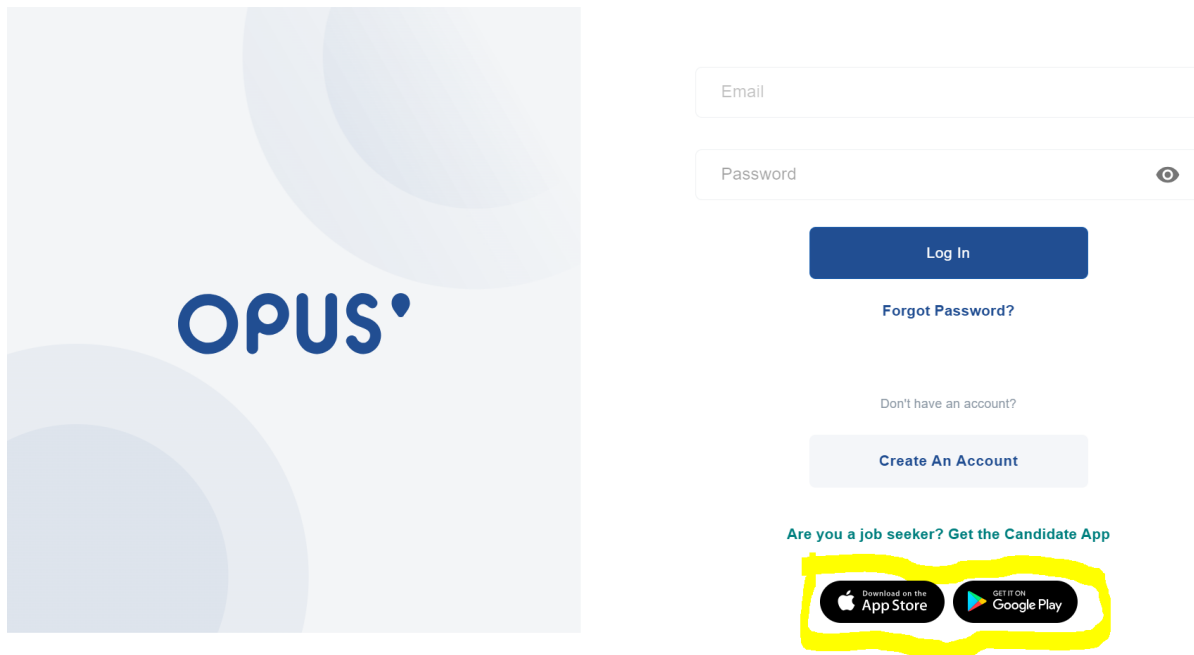 OPUS
Email
Password
Log In
Forgot Password?
Don't have an account?
Create An Account
Are you a job seeker? Get the Candidate App
Download on the
App Store
GET IT ON
Google Play